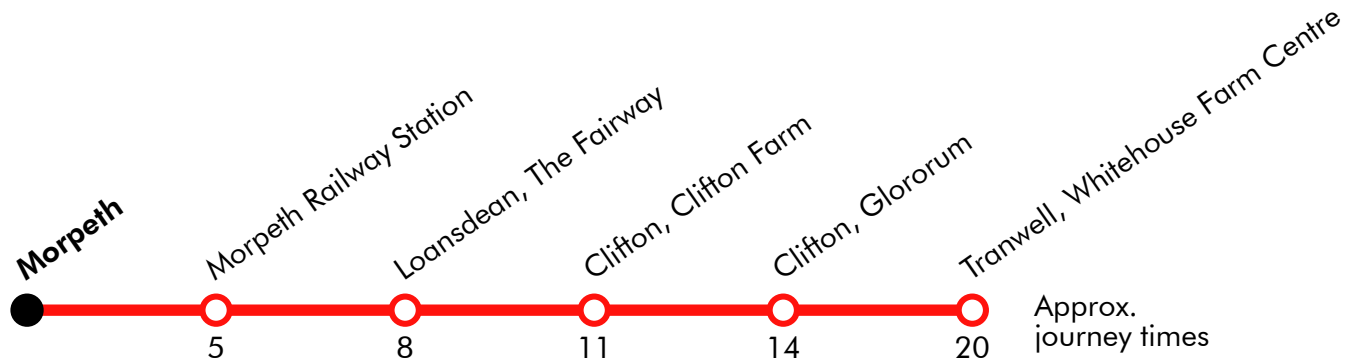 Morpeth
Morpeth Railway Station
Loansdean, The Fairway
Clifton, Clifton Farm
Clifton, Glororum
Tranwell, Whitehouse Farm Centre
5
8
11
14
20
Approx.
journey times